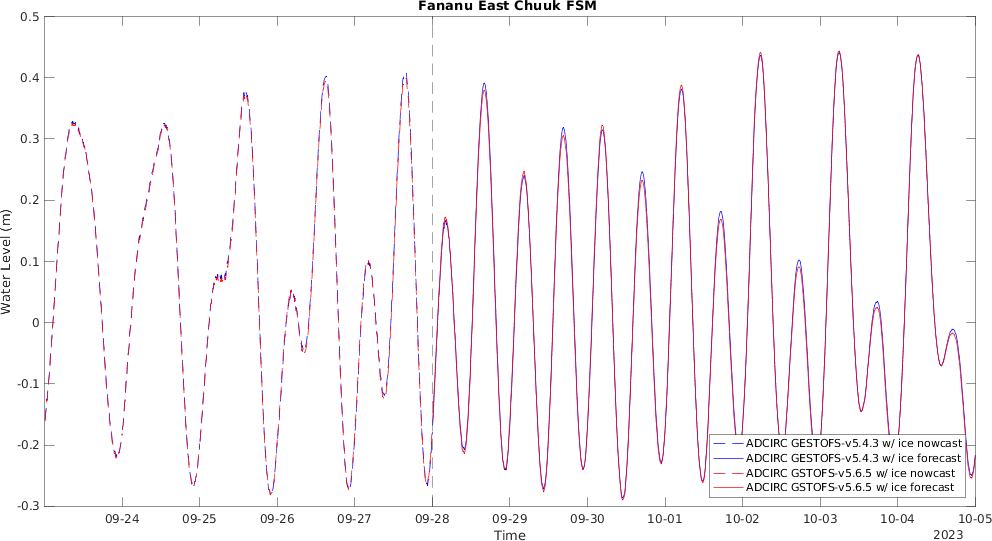 Fananu East Chuuk FSM
0.5
0.4
0.3
0.2
0.1
0
-0.1
-0.2
-0.3
Water Level (m)
ADCIRC GESTOFS-v5.4.3 w/ ice nowcast
ADCIRC GESTOFS-v5.4.3 w/ ice forecast
ADCIRC GSTOFS-v5.6.5 w/ ice nowcast
ADCIRC GSTOFS-v5.6.5 w/ ice forecast
09-24 09-25 09-26 09-27 09-28 09-29 09-30 10-01 10-02 10-03 10-04 10-05
Time
2023